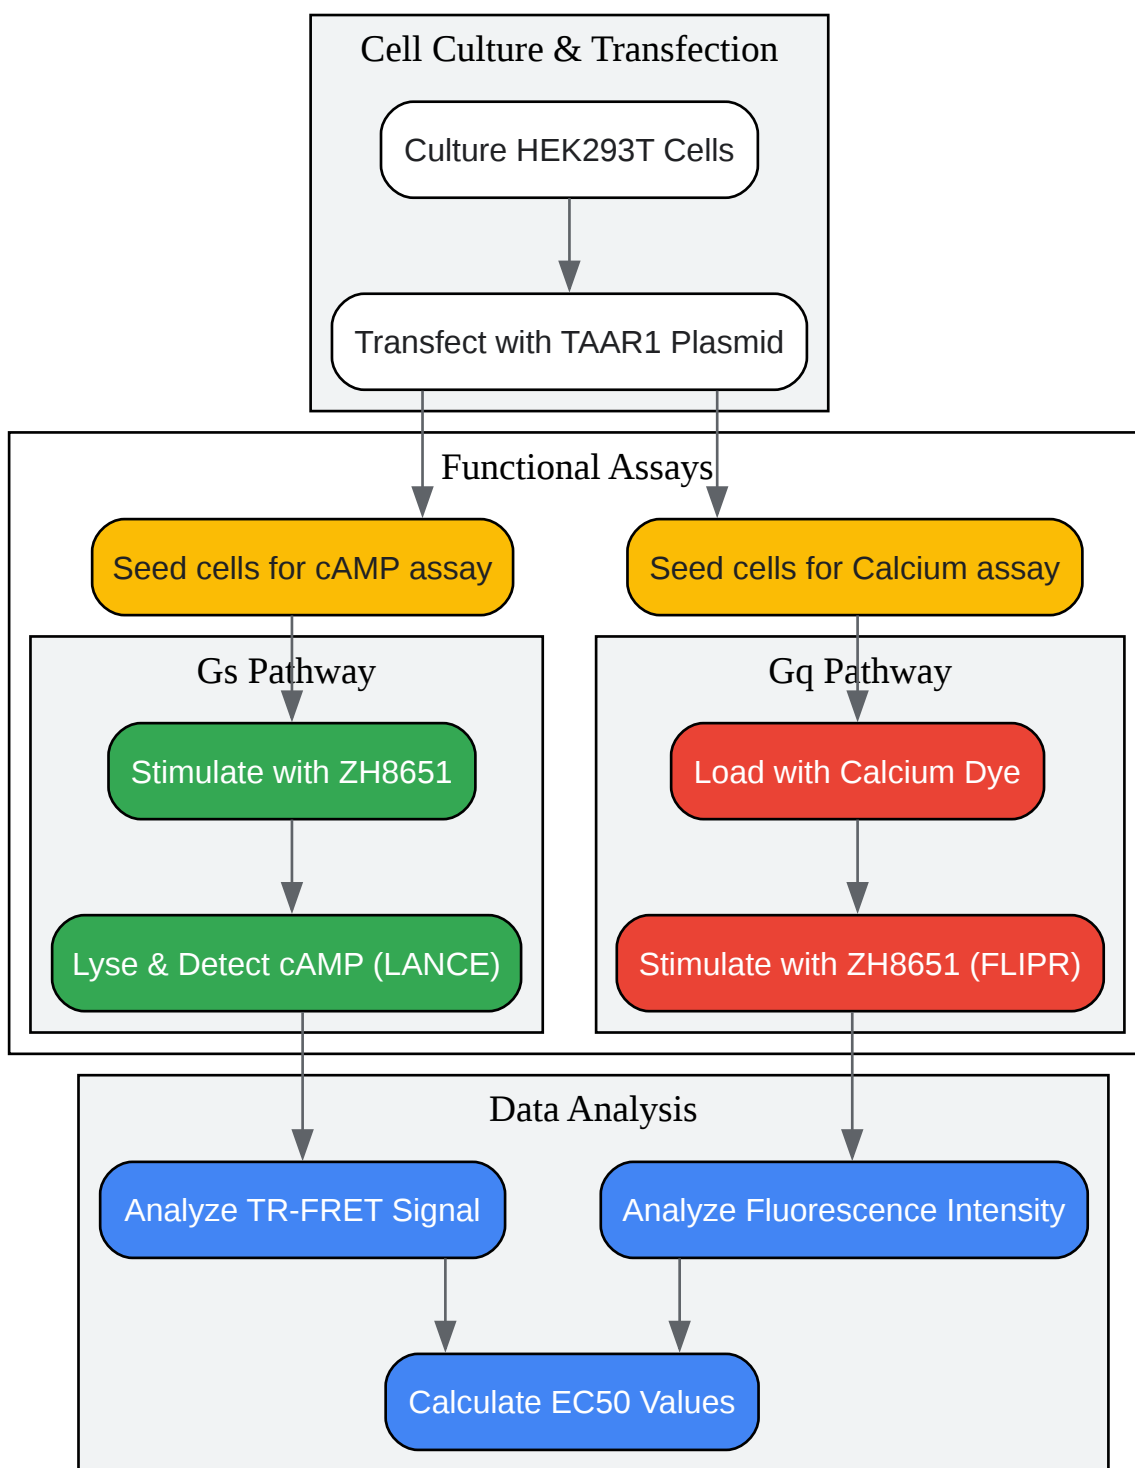 Cell Culture & Transfection
Culture HEK293T Cells
Transfect with TAAR1 Plasmid
Functional Assays
Seed cells for cAMP assay
Seed cells for Calcium assay
Gs Pathway
Gq Pathway
Stimulate with ZH8651
Load with Calcium Dye
Lyse & Detect cAMP (LANCE)
Stimulate with ZH8651 (FLIPR)
Data Analysis
Analyze TR-FRET Signal
Analyze Fluorescence Intensity
Calculate EC50 Values